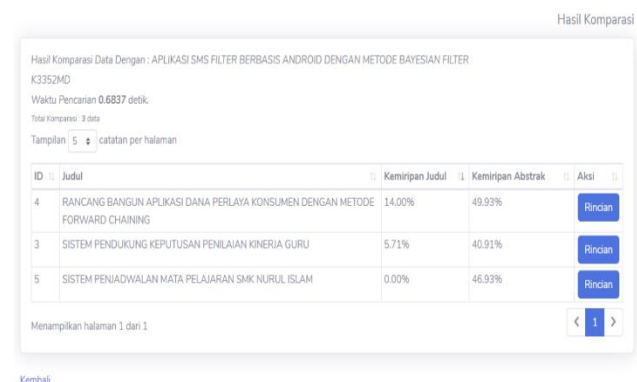 Hasil Komparasi
Hasil Komparasi Data Dengan : APLIKASI SMS FILTER BERBASIS ANDROID DENGAN METODE BAYESIAN FILTER
K3352MD
Waktu Pencarian 0.6837 detik.
Total Komparasi : 3 data
Tampilan 5 catatan per halaman
ID Judul Kemiripan Judul Kemiripan Abstrak Aksi
4 RANCANG BANGUN APLIKASI DANA PERLAYA KONSUMEN DENGAN METODE 14.00% 49.93% Rincian
FORWARD CHAINING
3 SISTEM PENDUKUNG KEPUTUSAN PENILAIAN KINERJA GURU 5.71% 40.91% Rincian
5 SISTEM PENJADWALAN MATA PELAJARAN SMK NURUL ISLAM 0.00% 46.93% Rincian
Menampilkan halaman 1 dari 1
1
Kembali